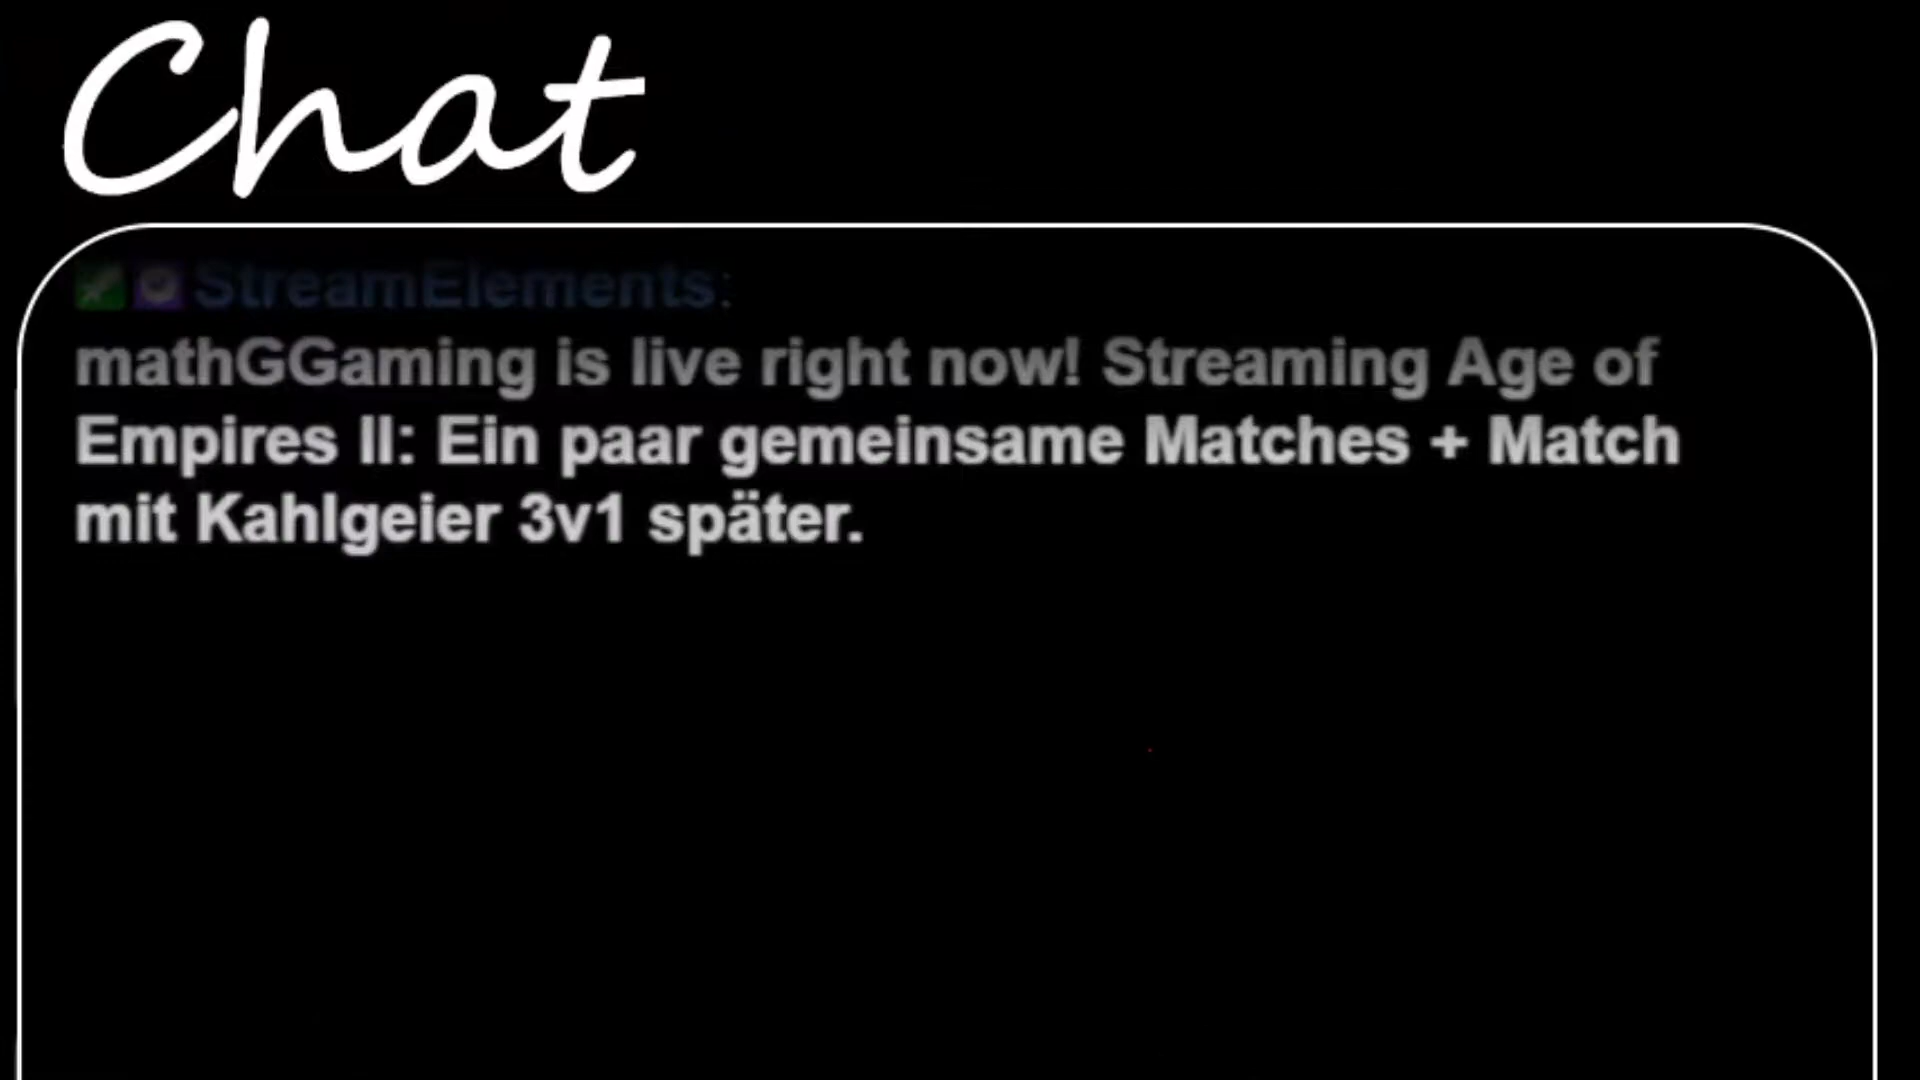 Chat
StreamElements:
mathGGaming is live right now! Streaming Age of
Empires II: Ein paar gemeinsame Matches + Match
mit Kahlgeier 3v1 später.